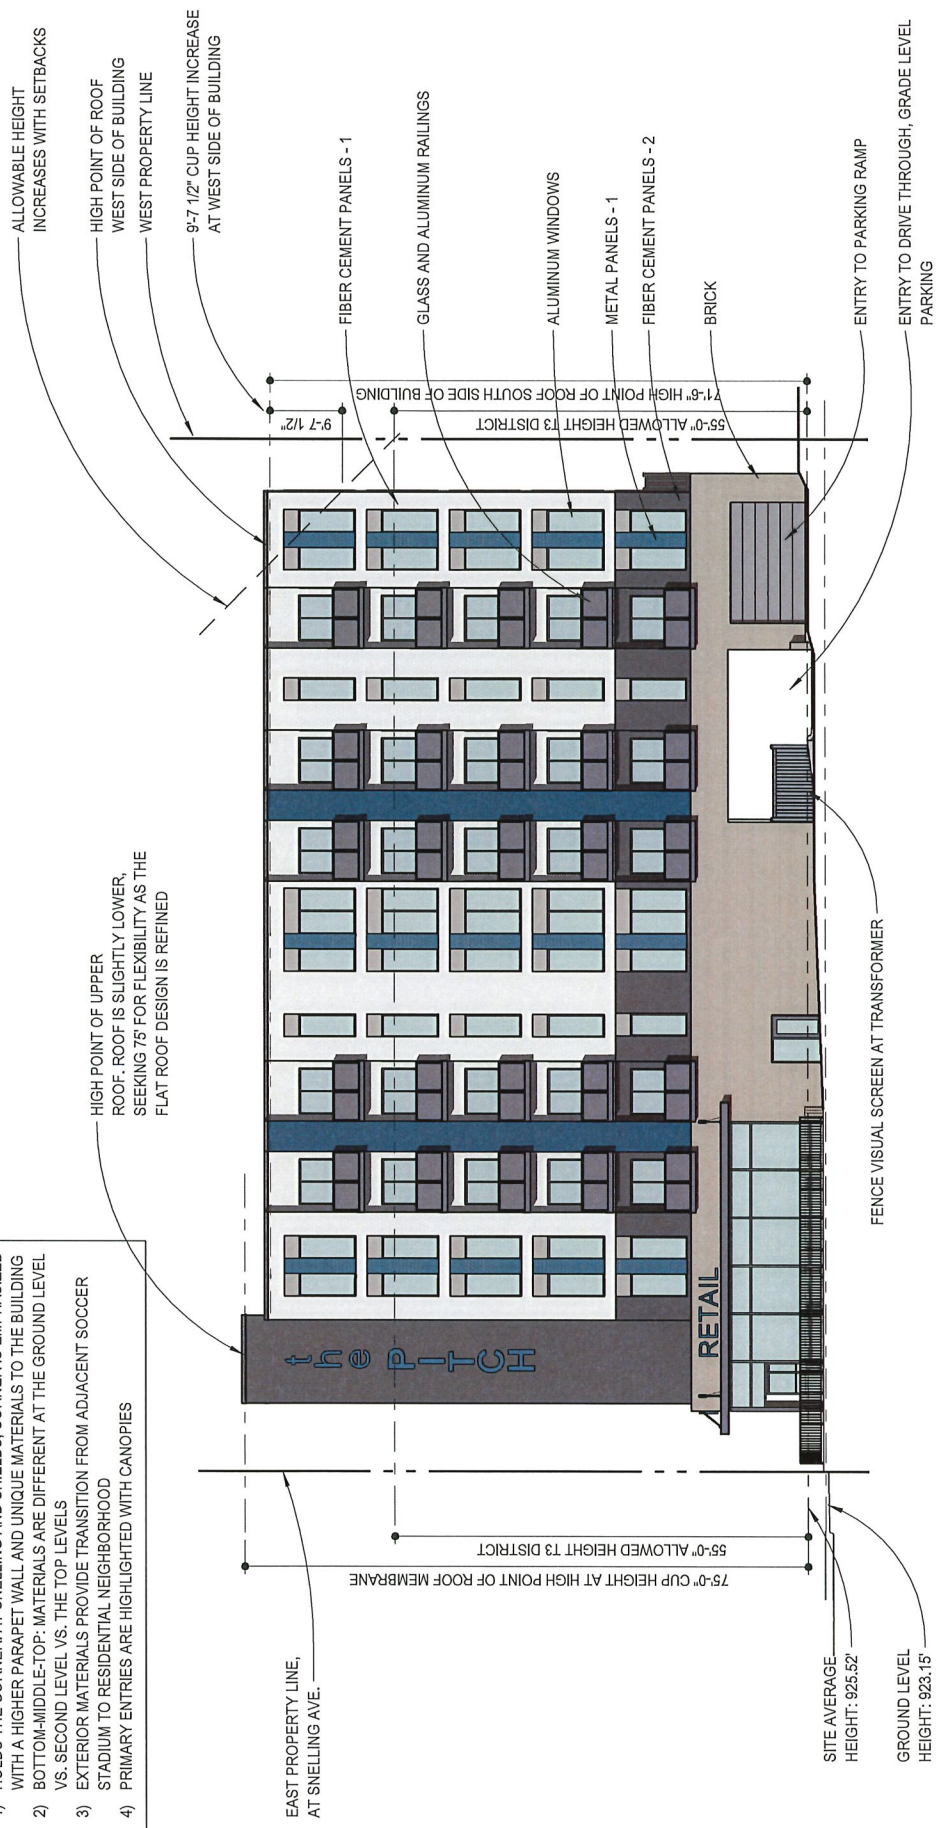 WITH A HIGHER PARAPET WALL AND UNIQUE MATERIALS TO THE BUILDING
2) BOTTOM-MIDDLE-TOP: MATERIALS ARE DIFFERENT AT THE GROUND LEVEL
VS. SECOND LEVEL VS. THE TOP LEVELS
3) EXTERIOR MATERIALS PROVIDE TRANSITION FROM ADJACENT SOCCER
STADIUM TO RESIDENTIAL NEIGHBORHOOD
4) PRIMARY ENTRIES ARE HIGHLIGHTED WITH CANOPIES
HIGH POINT OF UPPER
ROOF. ROOF IS SLIGHTLY LOWER,
SEEKING 75' FOR FLEXIBILITY AS THE
FLAT ROOF DESIGN IS REFINED
ALLOWABLE HEIGHT
INCREASES WITH SETBACKS
HIGH POINT OF ROOF
WEST SIDE OF BUILDING
WEST PROPERTY LINE
9'-7 1/2" CUP HEIGHT INCREASE
AT WEST SIDE OF BUILDING
FIBER CEMENT PANELS - 1
GLASS AND ALUMINUM RAILINGS
ALUMINUM WINDOWS
METAL PANELS - 1
FIBER CEMENT PANELS - 2
BRICK
ENTRY TO PARKING RAMP
ENTRY TO DRIVE THROUGH, GRADE LEVEL
PARKING
9'-7 1/2"
55'-0" ALLOWED HEIGHT T3 DISTRICT
71'-6" HIGH POINT OF ROOF SOUTH SIDE OF BUILDING
the PITCH
RETAIL
FENCE VISUAL SCREEN AT TRANSFORMER
EAST PROPERTY LINE,
AT SNELLING AVE.
55'-0" ALLOWED HEIGHT T3 DISTRICT
75'-0" CUP HEIGHT AT HIGH POINT OF ROOF MEMBRANE
SITE AVERAGE
HEIGHT: 925.52'
GROUND LEVEL
HEIGHT: 923.15'